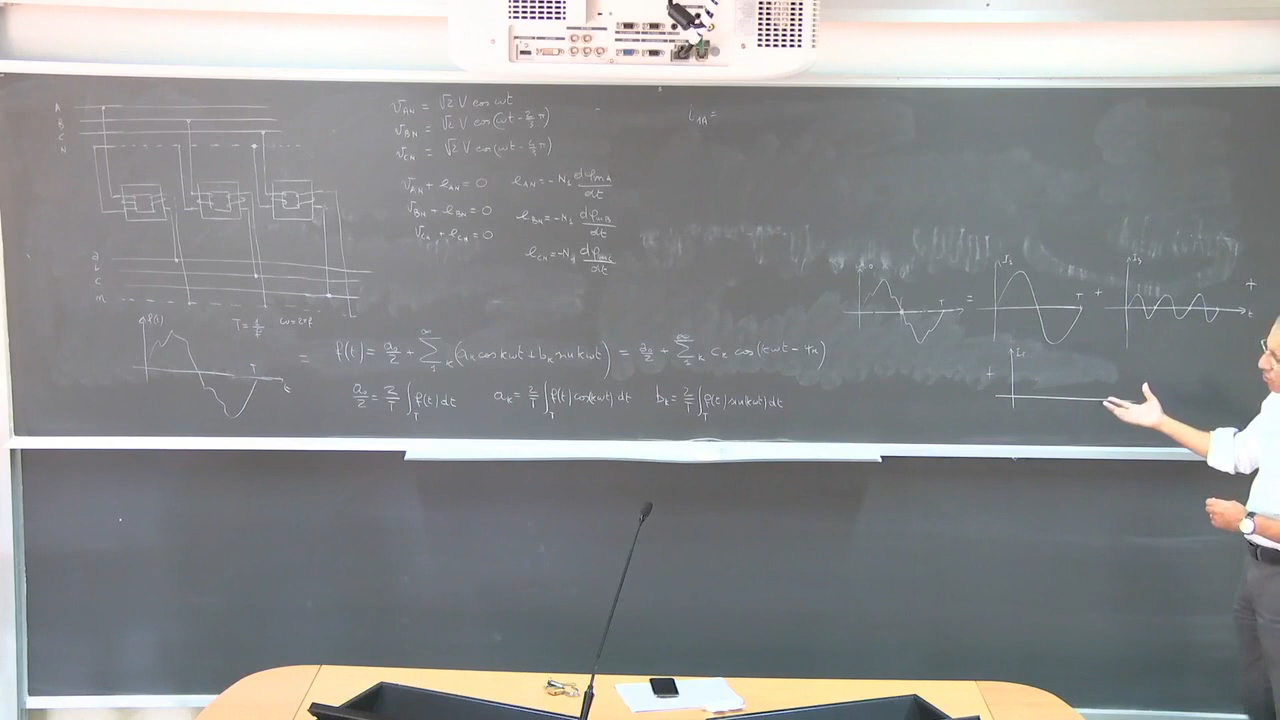 A
B
C
N
a
b
c
n
v_AN = √2 V cos ωt
v_BN = √2 V cos(ωt - 2/3 π)
v_CN = √2 V cos(ωt - 4/3 π)
v_AN + e_AN = 0   e_AN = -N_1 dφ_mA/dt
v_BN + e_BN = 0   e_BN = -N_1 dφ_mB/dt
v_CN + e_CN = 0   e_CN = -N_1 dφ_mC/dt
i_1A =
f(t)   T = 1/f   ω = 2πf
T
t
= f(t) = a_0/2 + Σ_1^∞ k (a_k cos kωt + b_k sin kωt) = a_0/2 + Σ_1^∞ k c_k cos(kωt - φ_k)
a_0/2 = 2/T ∫_T f(t) dt   a_k = 2/T ∫_T f(t) cos(kωt) dt   b_k = 2/T ∫_T f(t) sin(kωt) dt
T = T + t +
+